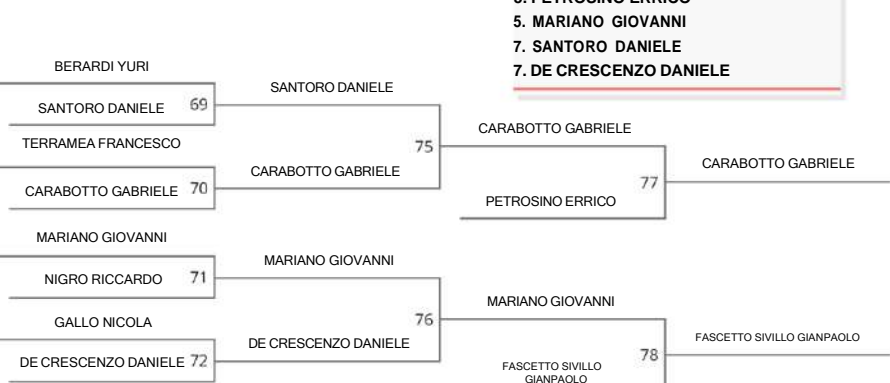 5. PETROSINO ERRICO
5. MARIANO GIOVANNI
7. SANTORO DANIELE
7. DE CRESCENZO DANIELE
BERARDI YURI
SANTORO DANIELE 69
TERRAMEA FRANCESCO
CARABOTTO GABRIELE 70
MARIANO GIOVANNI
NIGRO RICCARDO 71
GALLO NICOLA
DE CRESCENZO DANIELE 72
SANTORO DANIELE
75
CARABOTTO GABRIELE
MARIANO GIOVANNI
76
DE CRESCENZO DANIELE
CARABOTTO GABRIELE
77
PETROSINO ERRICO
MARIANO GIOVANNI
78
FASCETTO SIVILLO
GIANPAOLO
CARABOTTO GABRIELE
FASCETTO SIVILLO GIANPAOLO